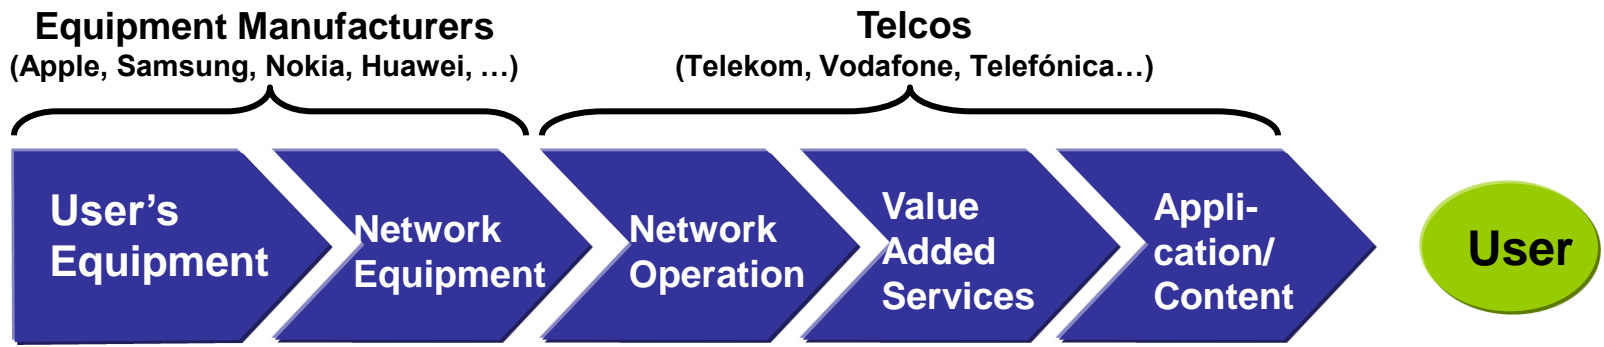 Equipment Manufacturers
(Apple, Samsung, Nokia, Huawei, …)
Telcos
(Telekom, Vodafone, Telefónica…)
User’s
Equipment
Network
Equipment
Network
Operation
Value
Added
Services
Appli-
cation/
Content
User